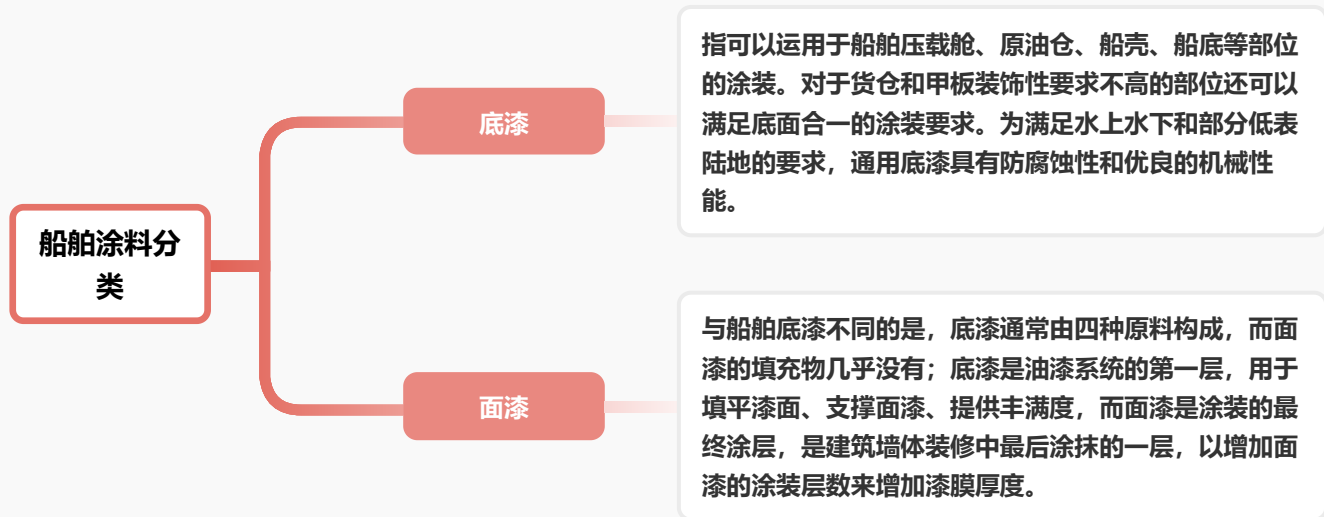 船舶涂料分
类
底漆
指可以运用于船舶压载舱、原油仓、船壳、船底等部位
的涂装。对于货仓和甲板装饰性要求不高的部位还可以
满足底面合一的涂装要求。为满足水上水下和部分低表
陆地的要求，通用底漆具有防腐蚀性和优良的机械性
能。
面漆
与船舶底漆不同的是，底漆通常由四种原料构成，而面
漆的填充物几乎没有；底漆是油漆系统的第一层，用于
填平漆面、支撑面漆、提供丰满度，而面漆是涂装的最
终涂层，是建筑墙体装修中最后涂抹的一层，以增加面
漆的涂装层数来增加漆膜厚度。